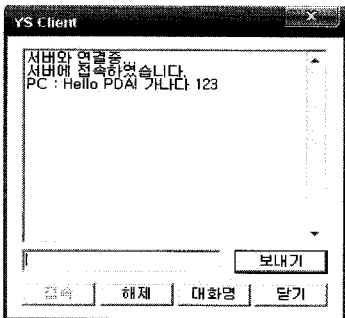 YS Client
서버와 연결중..
서버에 접속하였습니다.
PC : Hello PDA! 가나다 123
보내기
접속 해제 대화명 닫기